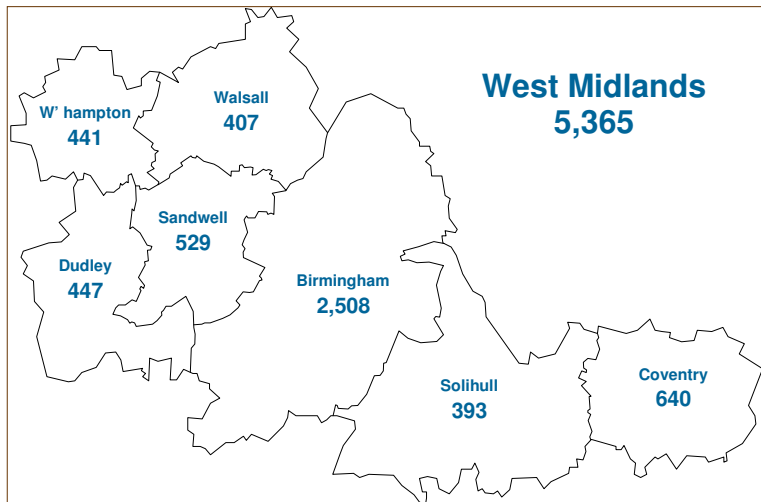 West Midlands
5,365
W' hampton
441
Walsall
407
Sandwell
529
Dudley
447
Birmingham
2,508
Solihull
393
Coventry
640